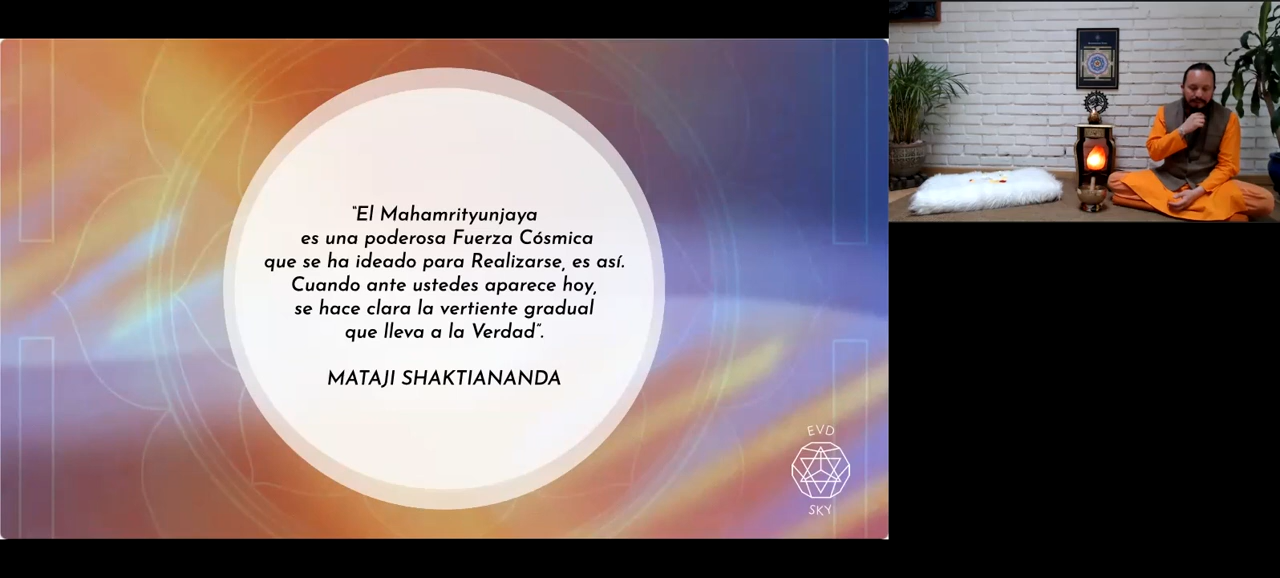 “El Mahamrityunjaya
es una poderosa Fuerza Cósmica
que se ha ideado para Realizarse, es así.
Cuando ante ustedes aparece hoy,
se hace clara la vertiente gradual
que lleva a la Verdad”.
MATAJI SHAKTIANANDA
EVD
SKY